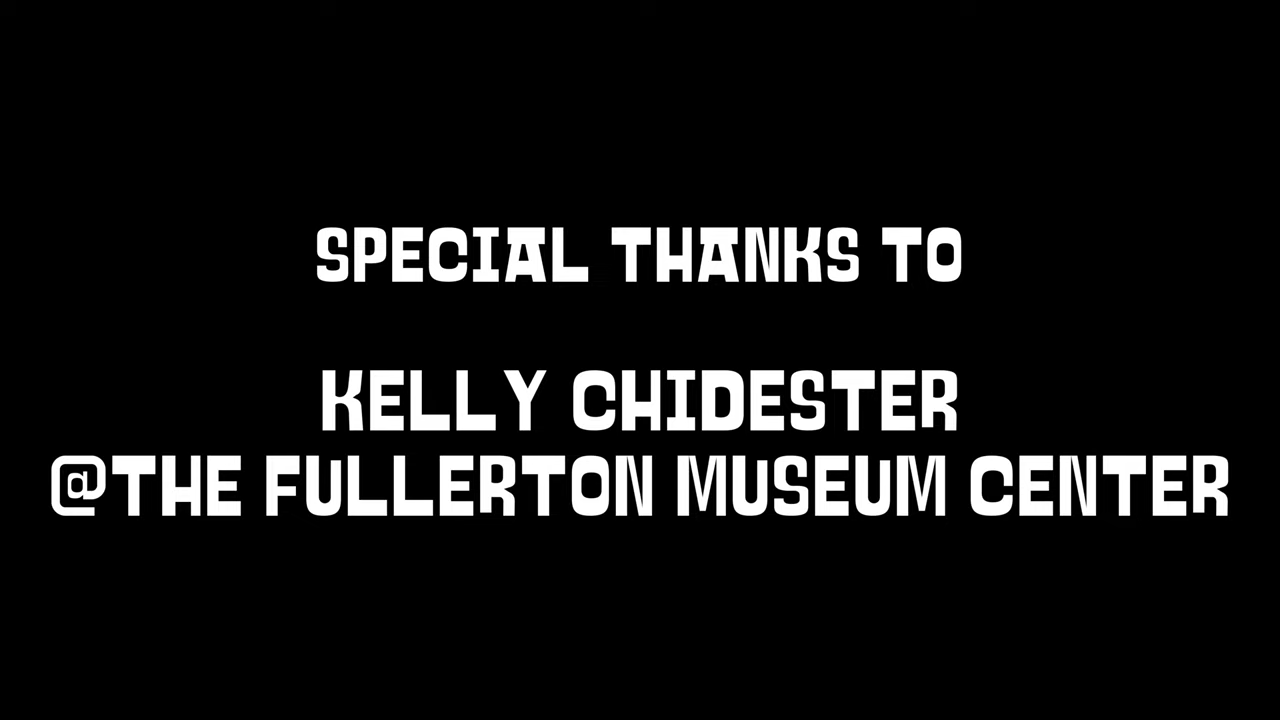 SPECIAL THANKS TO
KELLY CHIDESTER
@THE FULLERTON MUSEUM CENTER